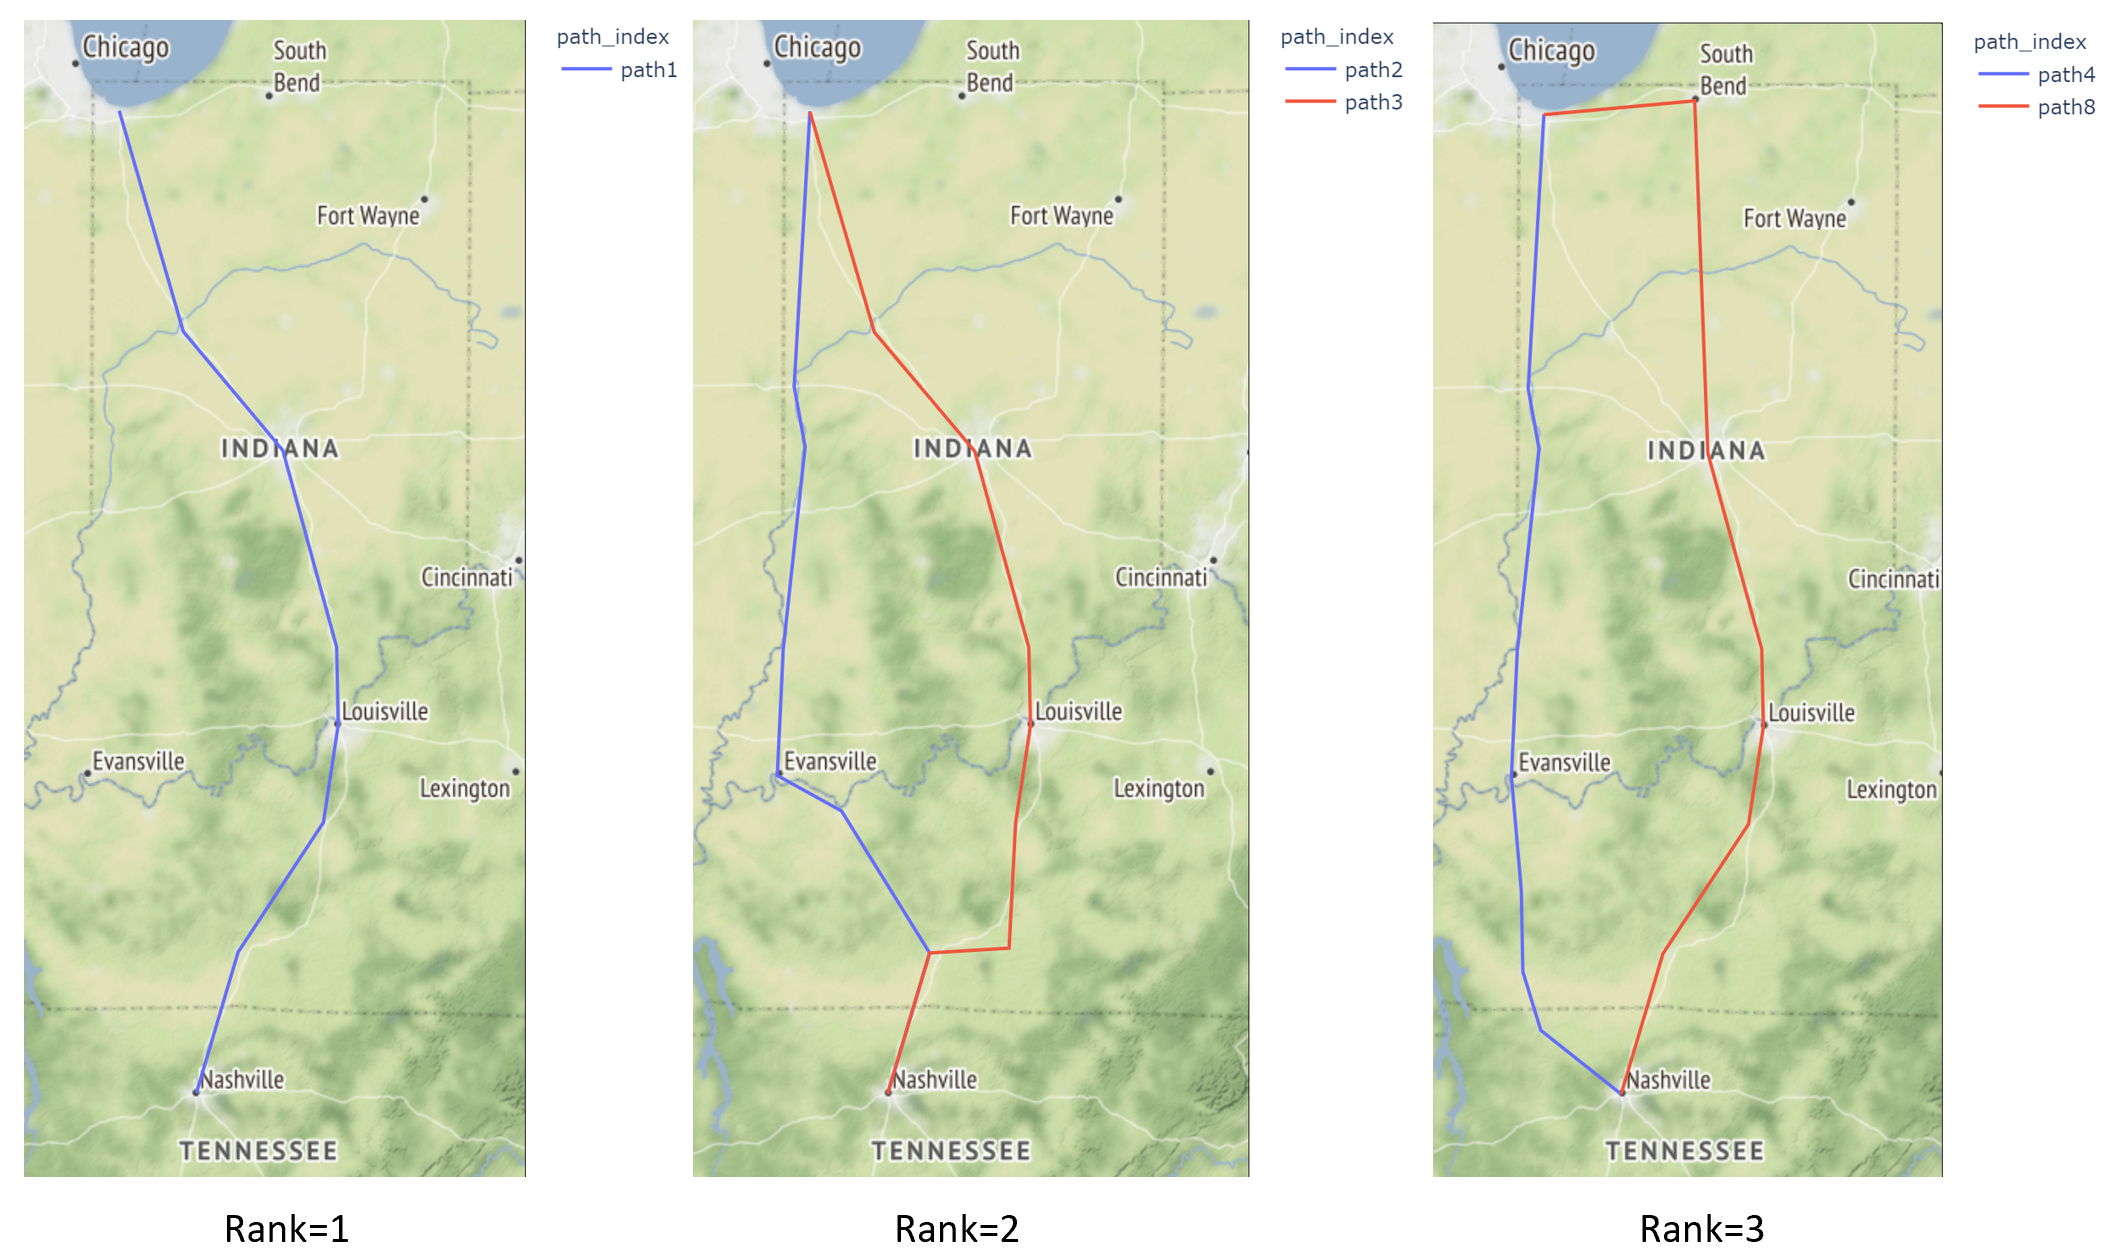 Chicago
South
Bend
Fort Wayne
INDIANA
Cincinnati
Louisville
Evansville
Lexington
Nashville
TENNESSEE
path_index
path1
Rank=1
Chicago
South
Bend
Fort Wayne
INDIANA
Cincinnati
Louisville
Evansville
Lexington
Nashville
TENNESSEE
path_index
path2
path3
Rank=2
Chicago
South
Bend
Fort Wayne
INDIANA
Cincinnati
Louisville
Evansville
Lexington
Nashville
TENNESSEE
path_index
path4
path8
Rank=3